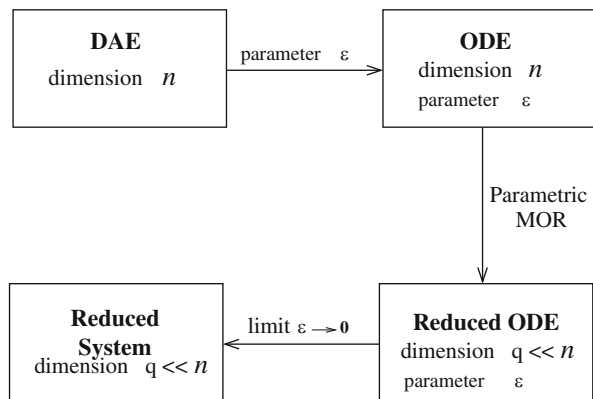 DAE
dimension n
parameter ε
ODE
dimension n
parameter ε
Parametric
MOR
Reduced
System
dimension q << n
limit ε → 0
Reduced ODE
dimension q << n
parameter ε